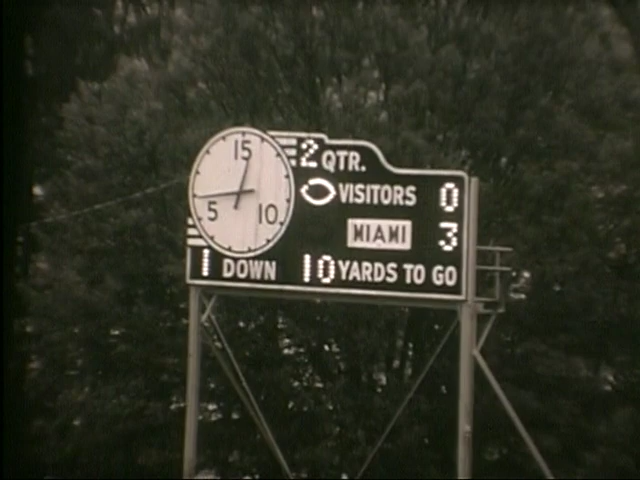 15
5
10
2 QTR.
VISITORS 0
MIAMI 3
1 DOWN 10 YARDS TO GO